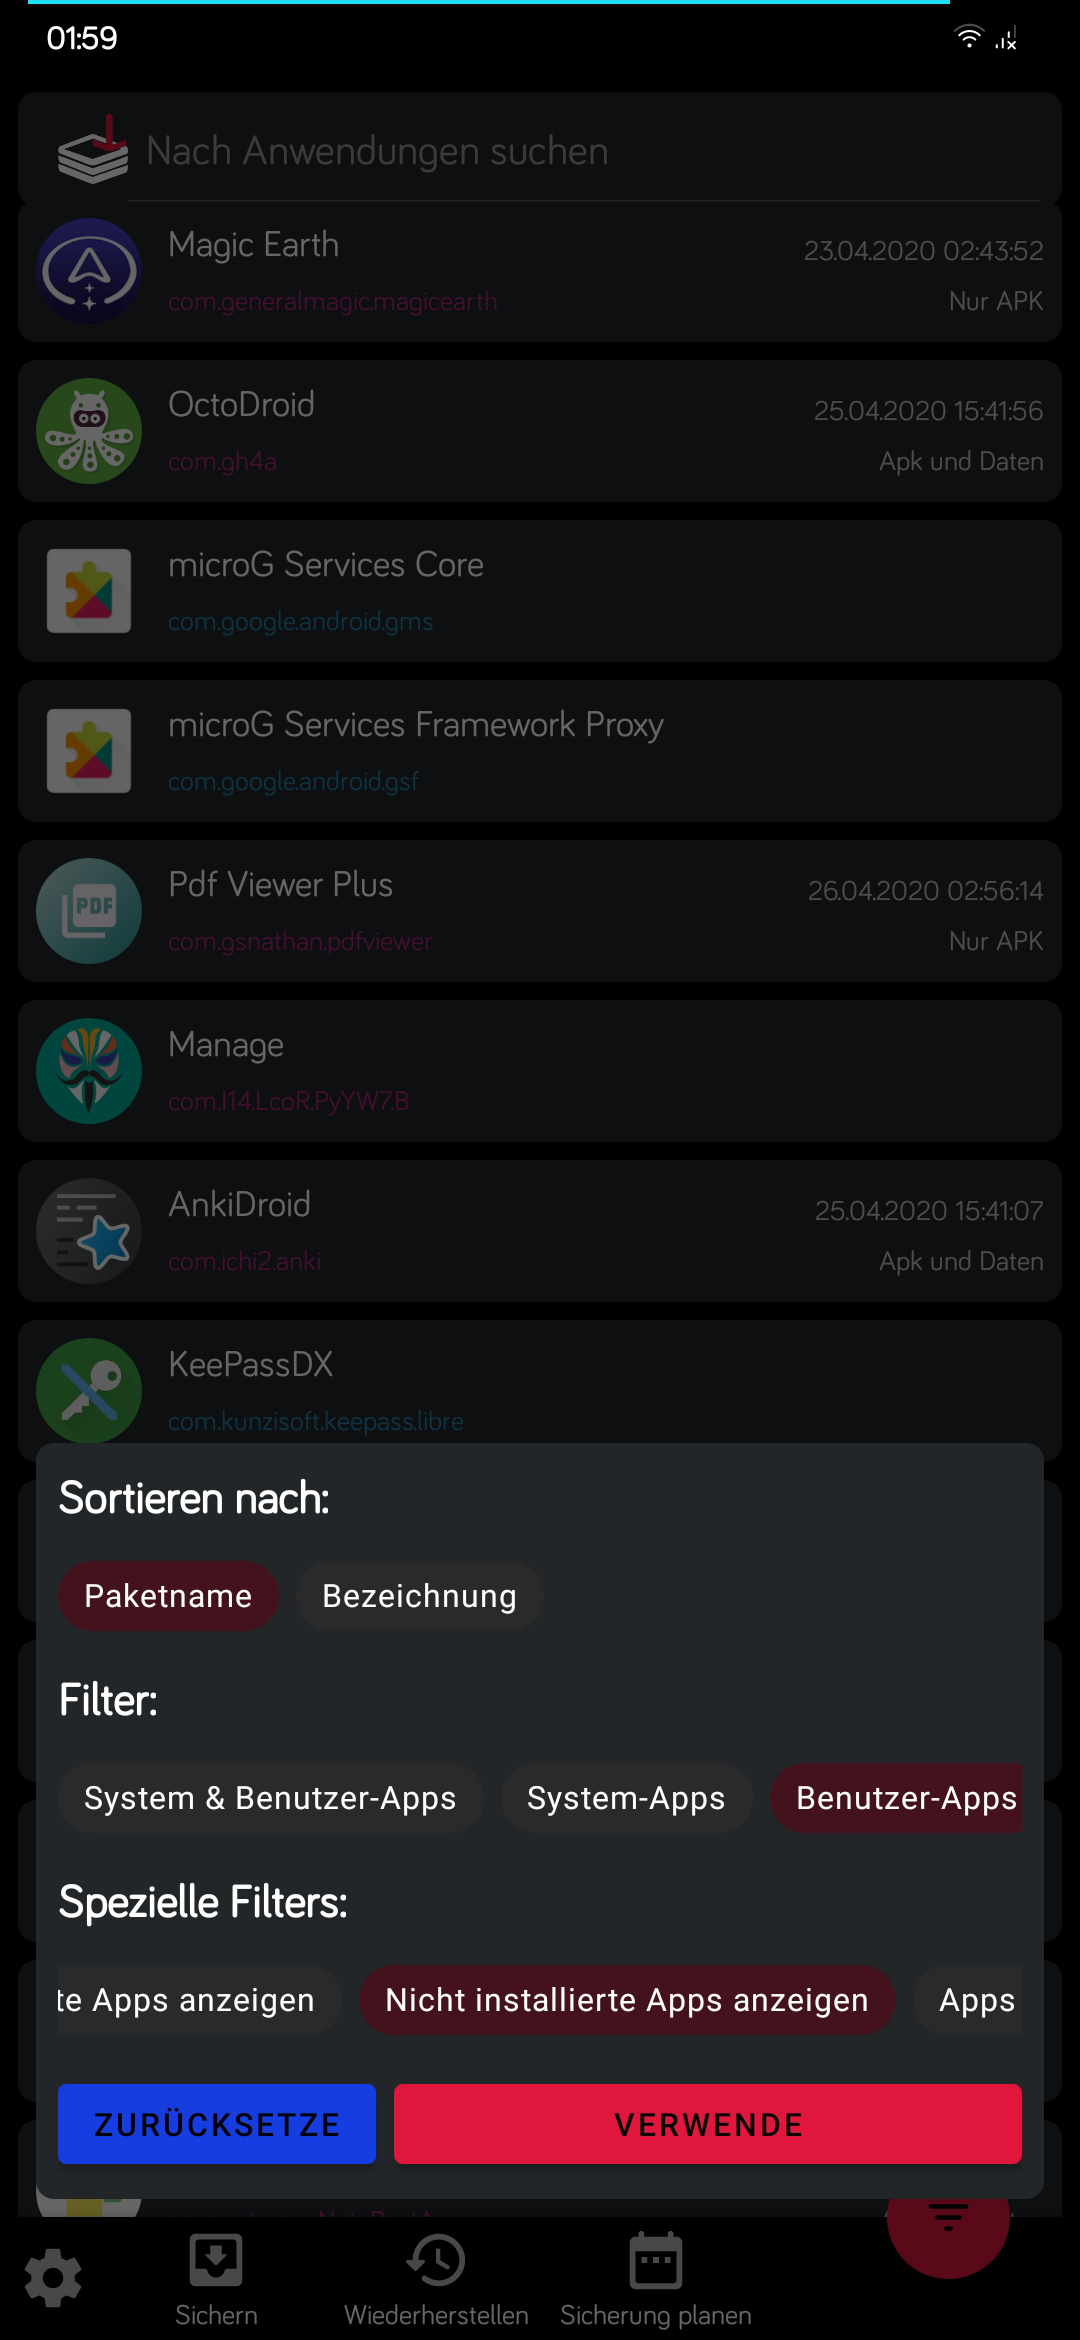 01:59
Nach Anwendungen suchen
Magic Earth
23.04.2020 02:43:52
com.generalmagic.magicearth
Nur APK
OctoDroid
25.04.2020 15:41:56
com.gh4a
Apk und Daten
microG Services Core
com.google.android.gms
microG Services Framework Proxy
com.google.android.gsf
PDF
Pdf Viewer Plus
26.04.2020 02:56:14
com.gsnathan.pdfviewer
Nur APK
Manage
com.I14.LcoR.PyYW7.B
AnkiDroid
25.04.2020 15:41:07
com.ichi2.anki
Apk und Daten
KeePassDX
com.kunzisoft.keepass.libre
Sortieren nach:
Paketname Bezeichnung
Filter:
System & Benutzer-Apps System-Apps Benutzer-Apps
Spezielle Filters:
te Apps anzeigen Nicht installierte Apps anzeigen Apps
ZURÜCKSETZE VERWENDE
Sichern Wiederherstellen Sicherung planen